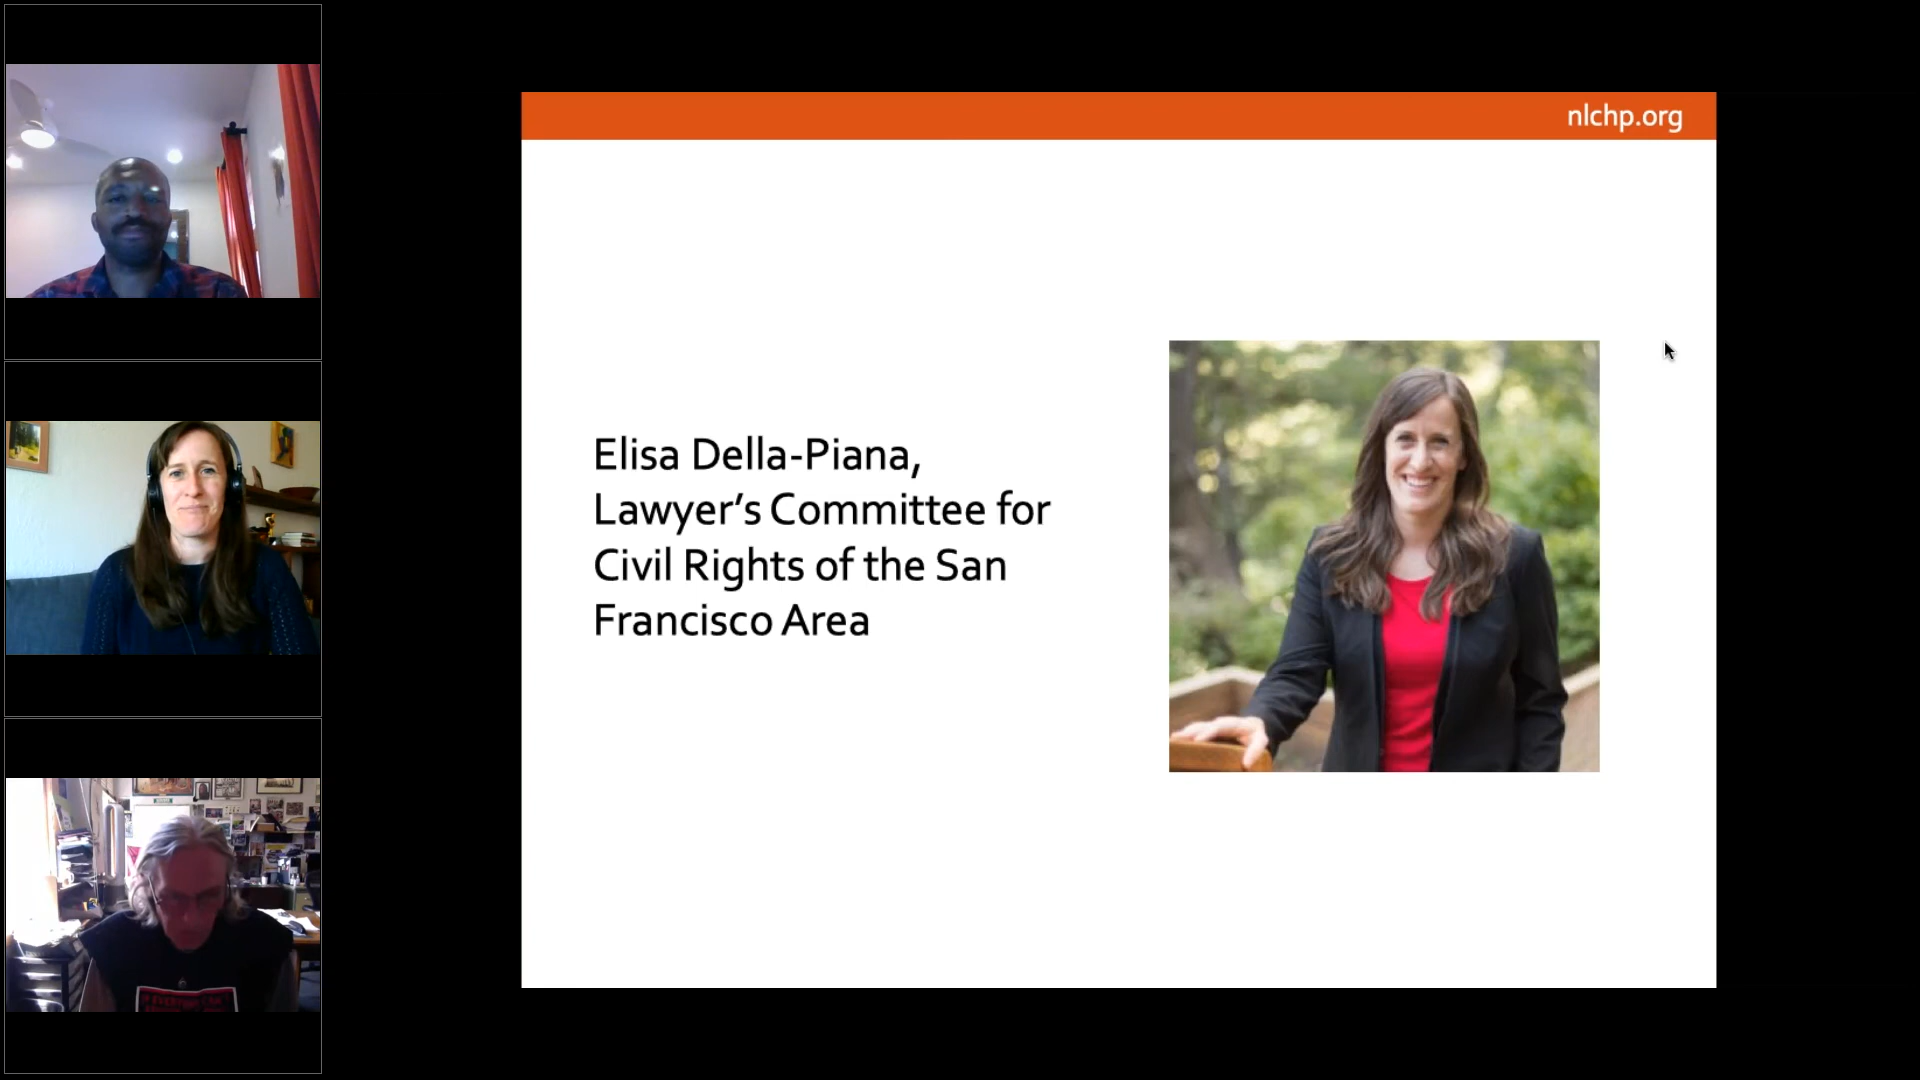 nlchp.org
Elisa Della-Piana,
Lawyer’s Committee for
Civil Rights of the San
Francisco Area